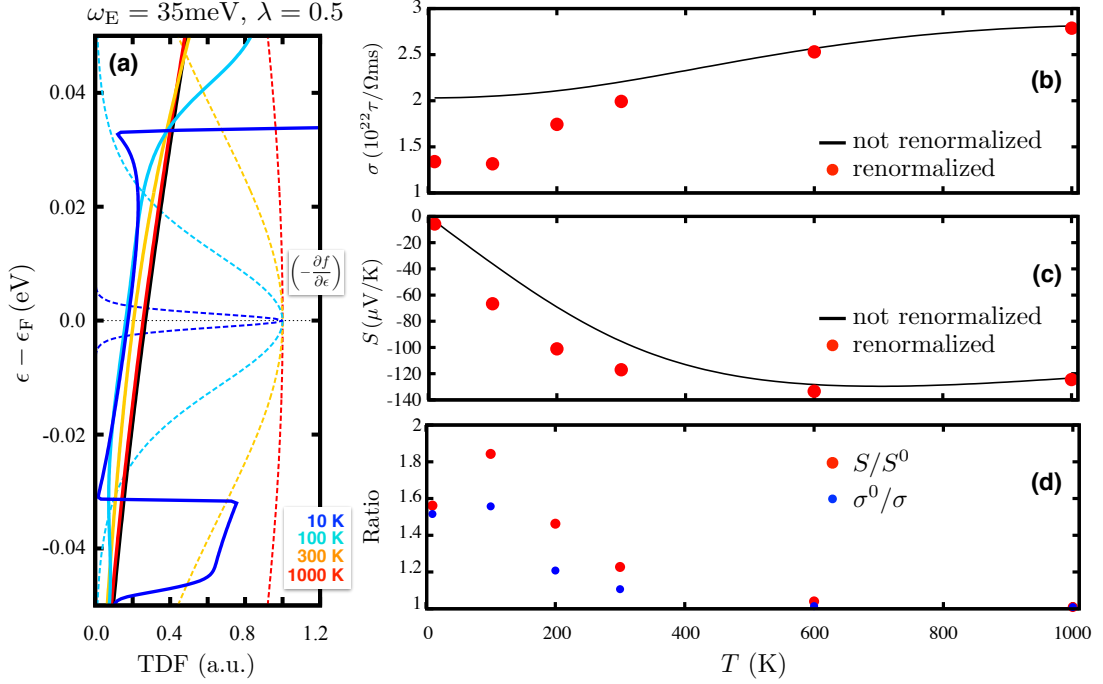 ω_E = 35meV, λ = 0.5
(a)
0.04
0.02
0.0
-0.02
-0.04
ϵ − ϵ_F (eV)
(−∂f/∂ϵ)
10 K
100 K
300 K
1000 K
0.0 0.4 0.8 1.2
TDF (a.u.)
3
2.5
2
1.5
1
σ (10^22 τ/Ωms)
(b)
not renormalized
renormalized
0
-20
-40
-60
-80
-100
-120
-140
S (μV/K)
(c)
not renormalized
renormalized
2
1.8
1.6
1.4
1.2
1
Ratio
(d)
S/S^0
σ^0/σ
0 200 400 600 800 1000
T (K)